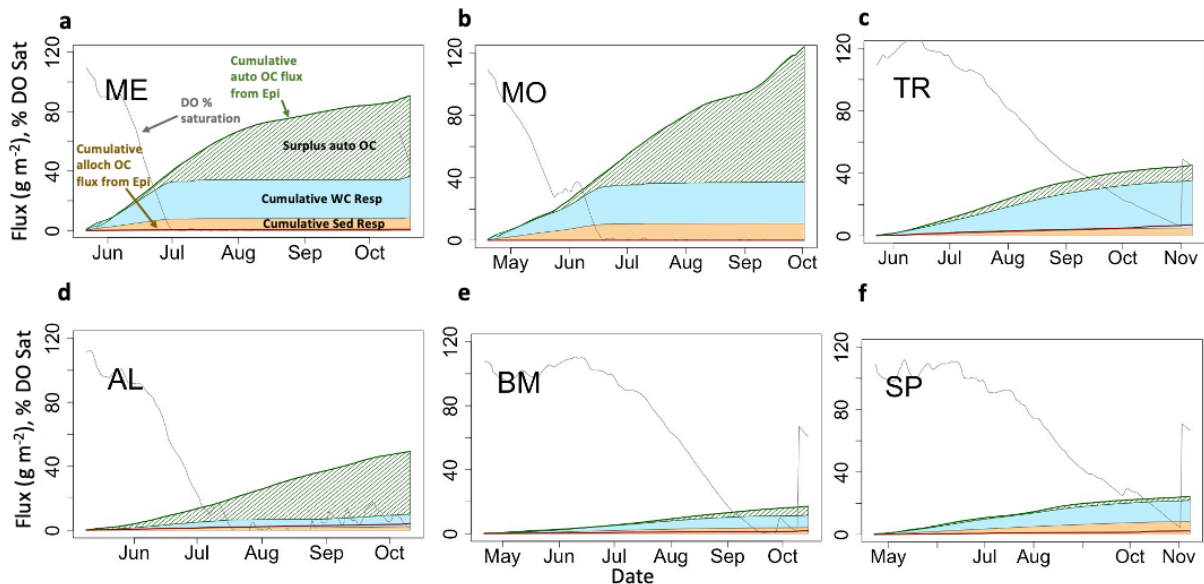 a
b
c
Flux (g m⁻²), % DO Sat
120
80
40
0
ME
DO %
saturation
Cumulative
auto OC flux
from Epi
Cumulative
alloch OC
flux from Epi
Surplus auto OC
Cumulative WC Resp
Cumulative Sed Resp
Jun Jul Aug Sep Oct
120
80
40
0
MO
May Jun Jul Aug Sep Oct
120
80
40
0
TR
Jun Jul Aug Sep Oct Nov
d
e
f
Flux (g m⁻²), % DO Sat
120
80
40
0
AL
Jun Jul Aug Sep Oct
120
80
40
0
BM
May Jun Jul Aug Sep Oct
120
80
40
0
SP
May Jun Aug Oct Nov
Date